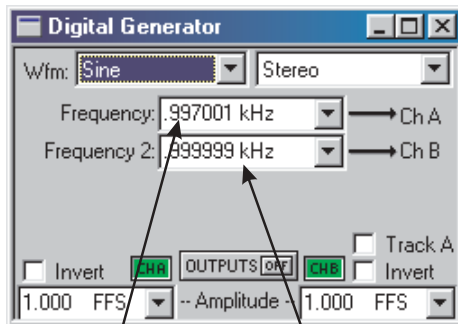 Digital Generator
Wfm: Sine Stereo
Frequency: .997001 kHz Ch A
Frequency 2: .999999 kHz Ch B
Track A
Invert CHA OUTPUTS OFF CHB Invert
1.000 FFS -- Amplitude -- 1.000 FFS